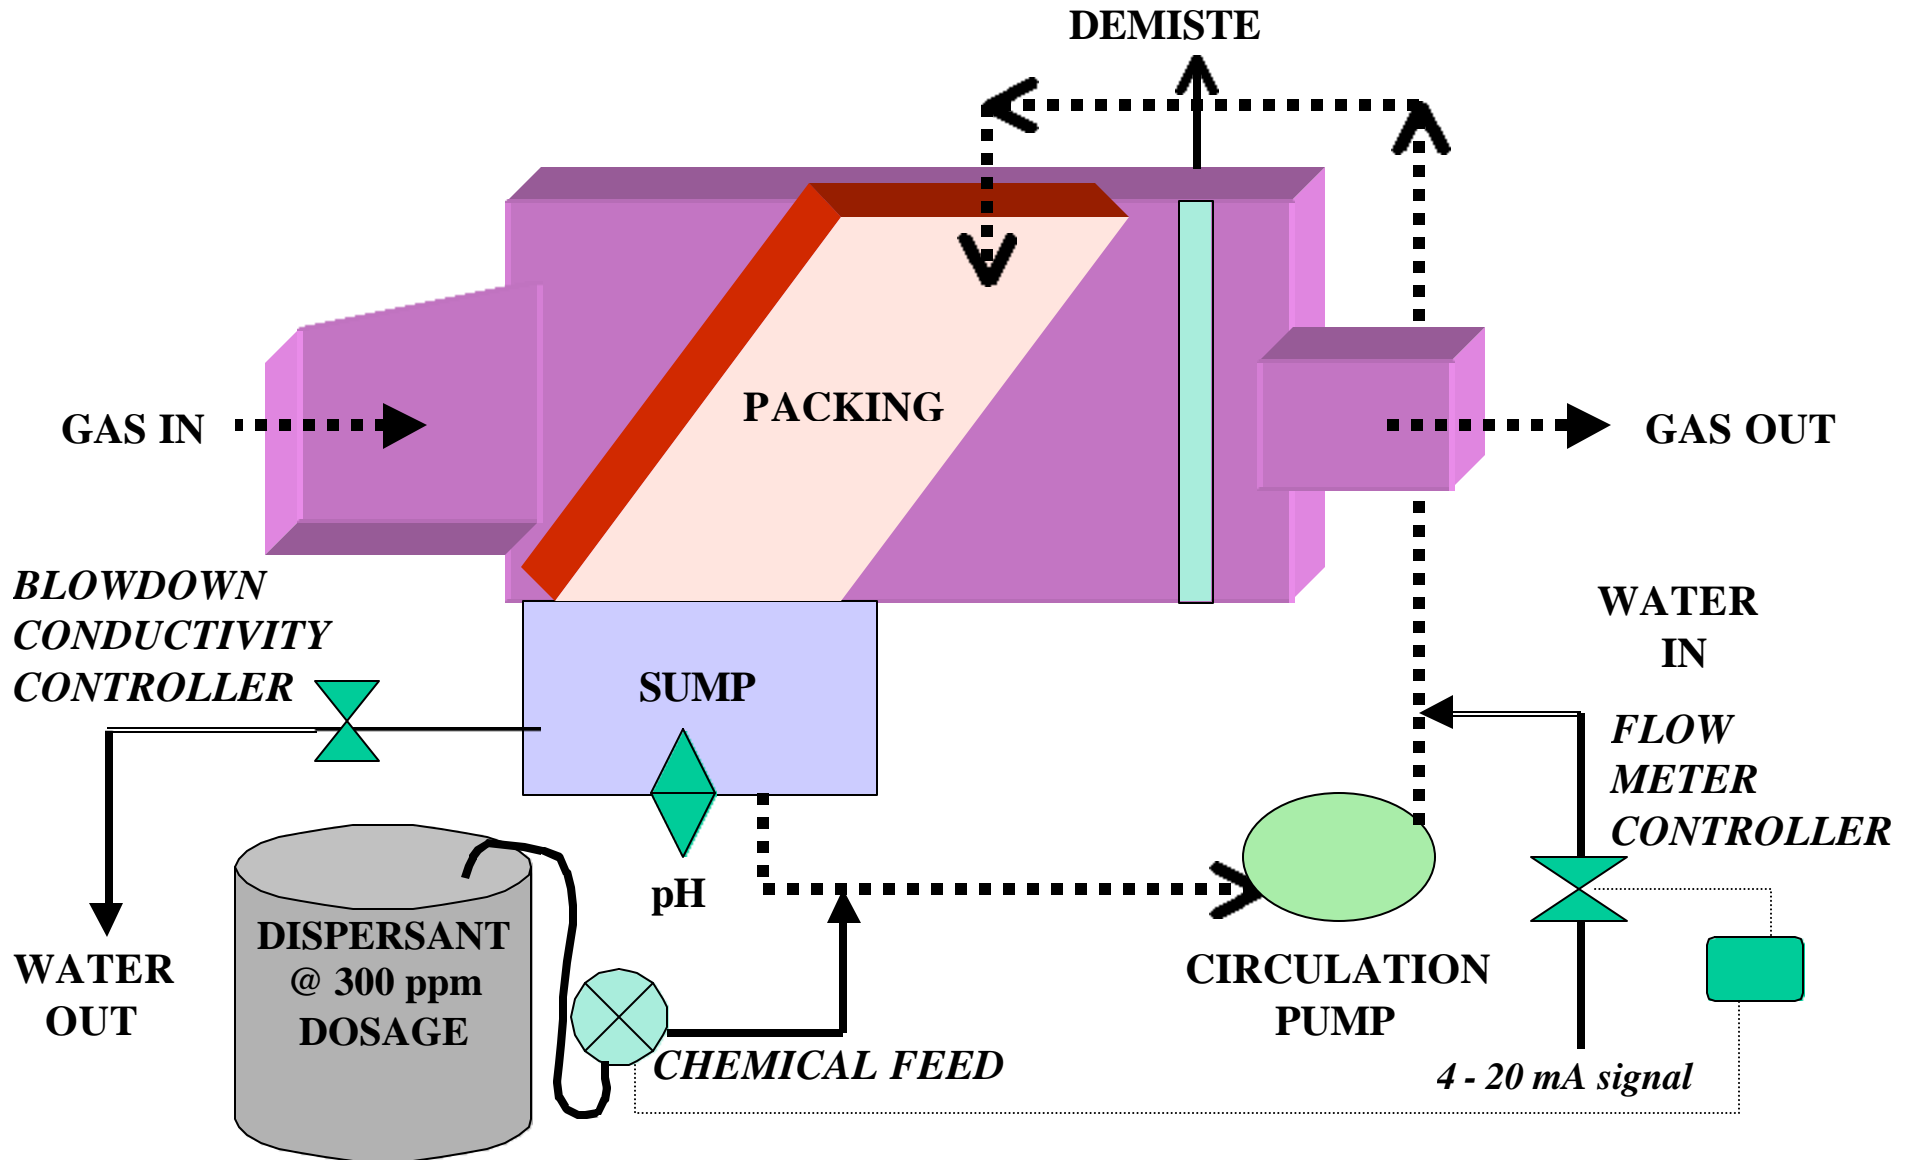 DEMISTE
GAS IN
PACKING
GAS OUT
BLOWDOWN
CONDUCTIVITY
CONTROLLER
SUMP
WATER
IN
FLOW
METER
CONTROLLER
pH
DISPERSANT
@ 300 ppm
DOSAGE
WATER
OUT
CIRCULATION
PUMP
CHEMICAL FEED
4 - 20 mA signal